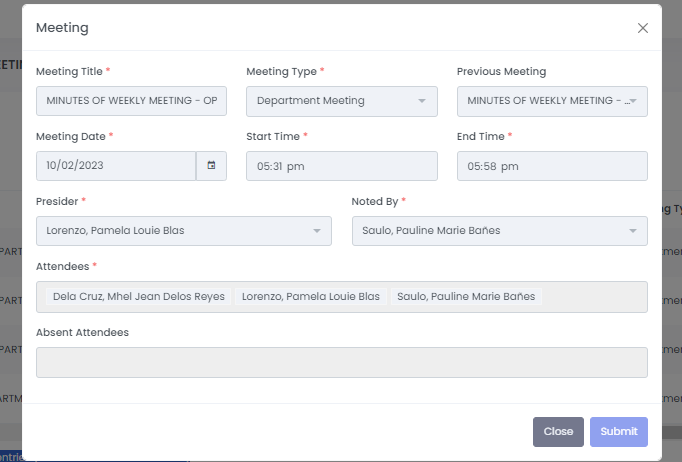 Meeting
Meeting Title *
Meeting Type *
Previous Meeting
MINUTES OF WEEKLY MEETING - OP
Department Meeting
MINUTES OF WEEKLY MEETING - ...
Meeting Date *
Start Time *
End Time *
10/02/2023
05:31 pm
05:58 pm
Presider *
Noted By *
Lorenzo, Pamela Louie Blas
Saulo, Pauline Marie Bañes
Attendees *
Dela Cruz, Mhel Jean Delos Reyes Lorenzo, Pamela Louie Blas Saulo, Pauline Marie Bañes
Absent Attendees
Close Submit